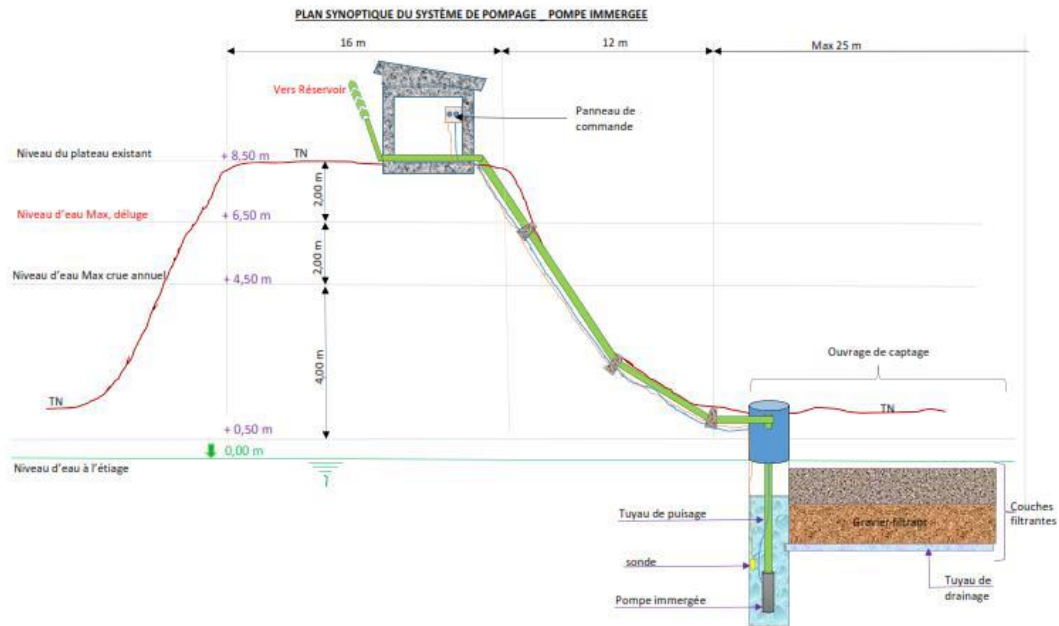 PLAN SYNOPTIQUE DU SYSTÈME DE POMPAGE _ POMPE IMMERGEE
16 m
12 m
Max 25 m
Vers Réservoir
Panneau de
commande
Niveau du plateau existant
+ 8,50 m
TN
2,00 m
Niveau d'eau Max, déluge
+ 6,50 m
2,00 m
Niveau d'eau Max crue annuel
+ 4,50 m
4,00 m
Ouvrage de captage
TN
TN
+ 0,50 m
0,00 m
Niveau d'eau à l'étiage
Couches
filtrantes
Tuyau de puisage
Gravier filtrant
sonde
Tuyau de
drainage
Pompe immergée